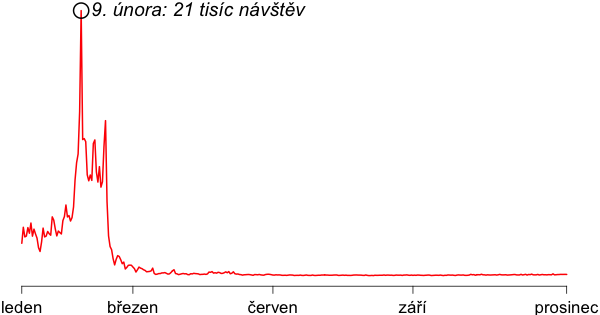 9. února: 21 tisíc návštěv
leden březen červen září prosinec